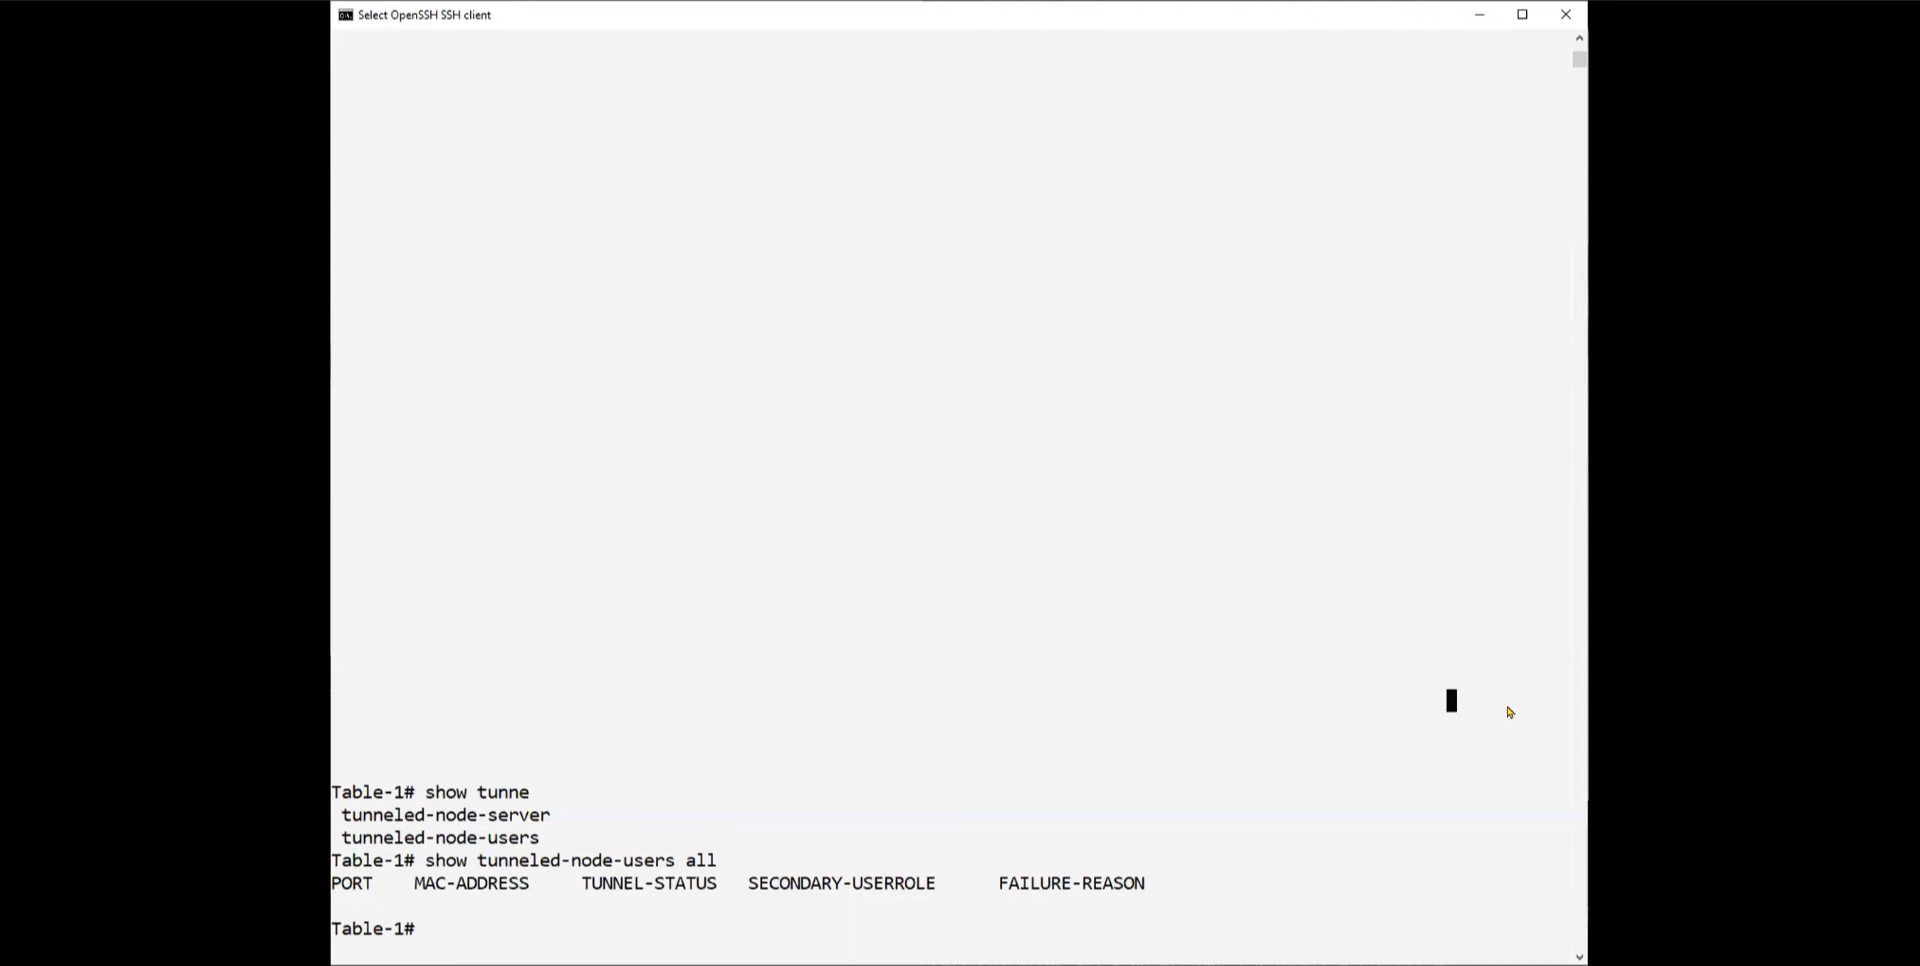 Select OpenSSH SSH client
Table-1# show tunne
 tunneled-node-server
 tunneled-node-users
Table-1# show tunneled-node-users all
PORT    MAC-ADDRESS     TUNNEL-STATUS   SECONDARY-USERROLE      FAILURE-REASON
Table-1#